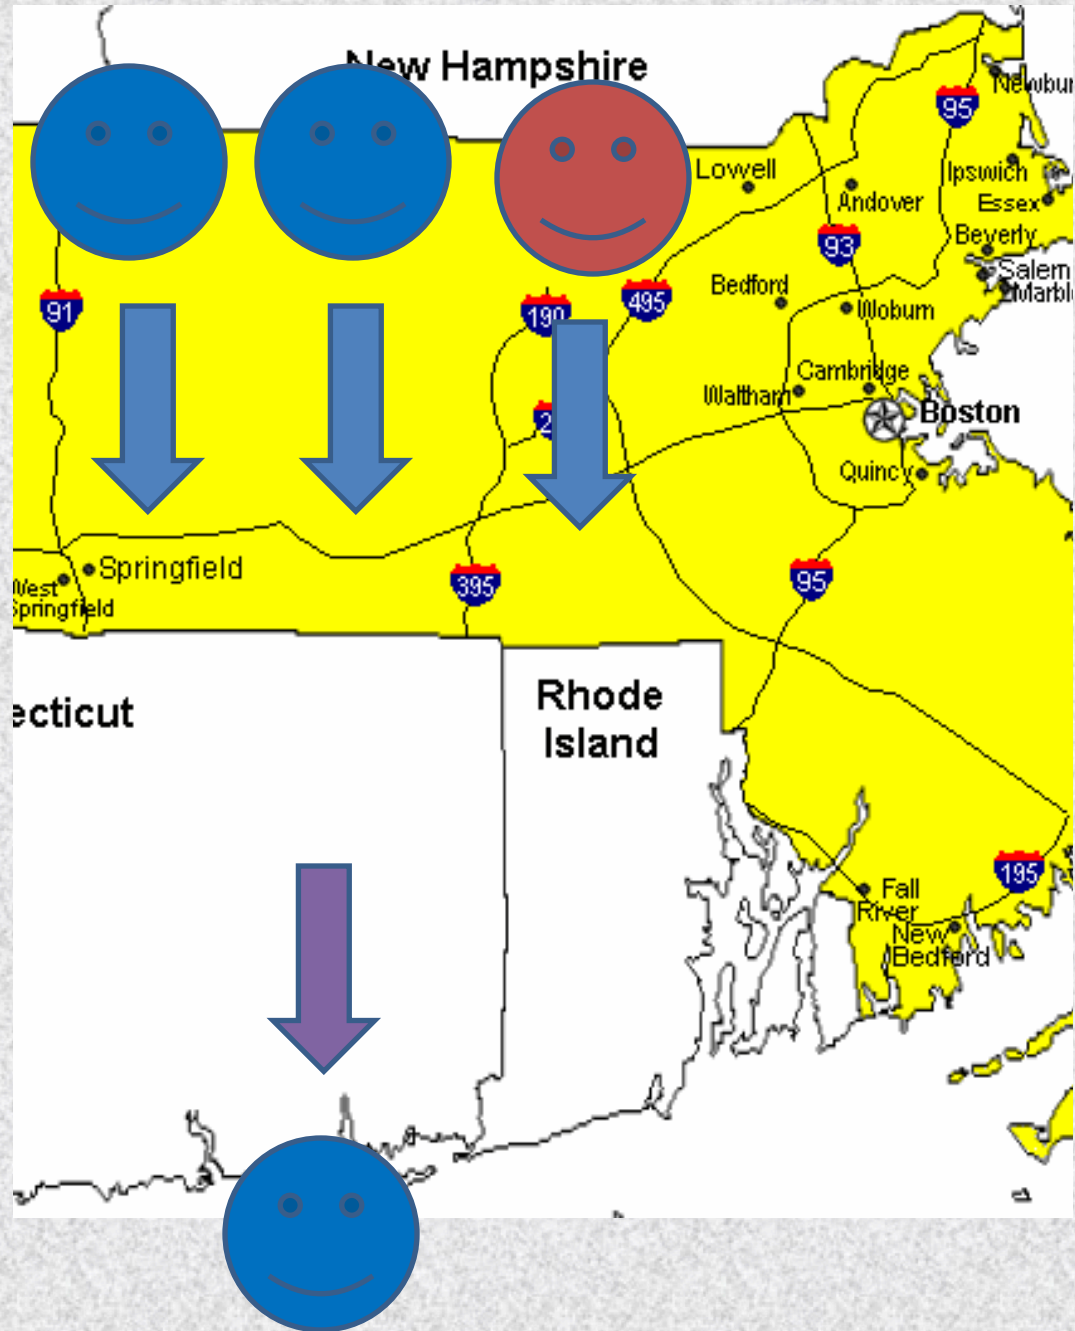 New Hampshire
Newbur
95
Lowell
Ipswich
Andover
Essex
93
Beverly
Salem
Marbl
Bedford
495
91
190
Woburn
Cambridge
Waltham
Boston
2
Quincy
Springfield
West
Springfield
395
95
ecticut
Rhode
Island
195
Fall
River
New
Bedford